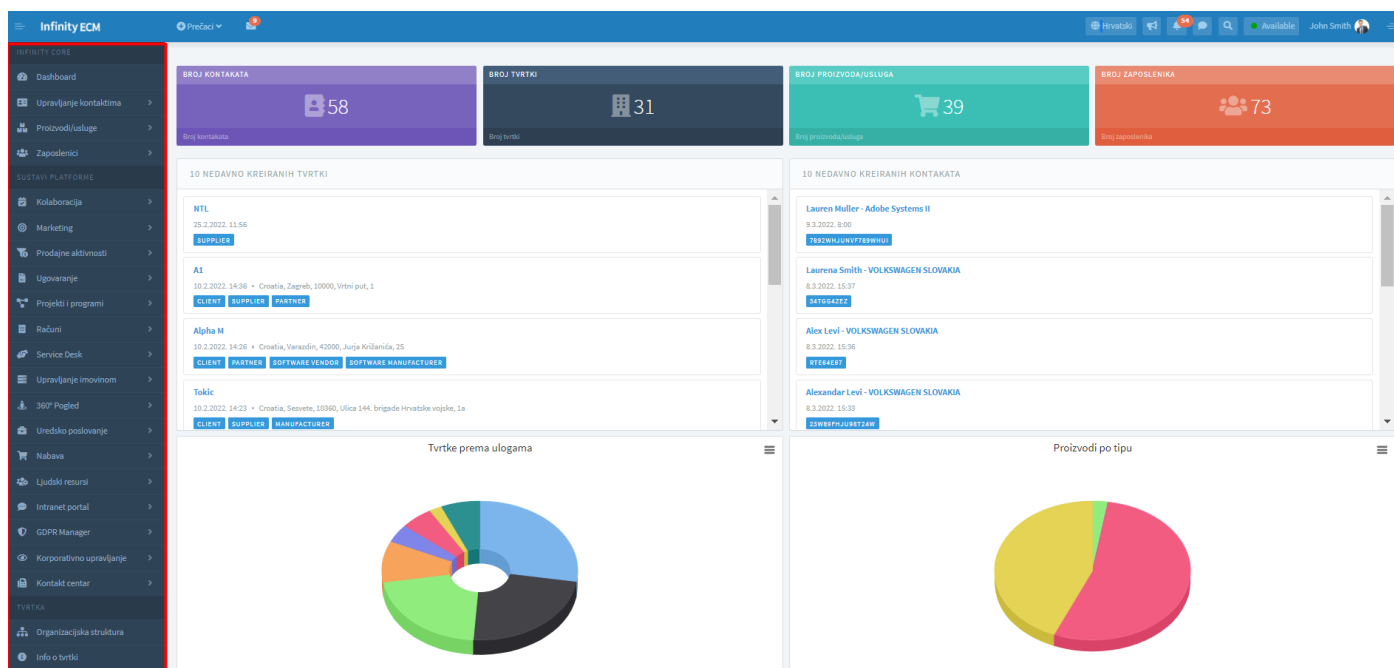 Infinity ECM
Prečaci
9
Hrvatski
54
Available
John Smith
INFINITY CORE
Dashboard
Upravljanje kontaktima
Proizvodi/usluge
Zaposlenici
SUSTAVI PLATFORME
Kolaboracija
Marketing
Prodajne aktivnosti
Ugovaranje
Projekti i programi
Računi
Service Desk
Upravljanje imovinom
360° Pogled
Uredsko poslovanje
Nabava
Ljudski resursi
Intranet portal
GDPR Manager
Korporativno upravljanje
Kontakt centar
TVRTKA
Organizacijska struktura
Info o tvrtki
BROJ KONTAKATA
58
Broj kontakata
BROJ TVRTKI
31
Broj tvrtki
BROJ PROIZVODA/USLUGA
39
Broj proizvoda/usluga
BROJ ZAPOSLENIKA
73
Broj zaposlenika
10 NEDAVNO KREIRANIH TVRTKI
NTL
25.2.2022. 11:56
SUPPLIER
A1
10.2.2022. 14:36 • Croatia, Zagreb, 10000, Vrtni put, 1
CLIENT SUPPLIER PARTNER
Alpha M
10.2.2022. 14:26 • Croatia, Varazdin, 42000, Jurja Križanića, 25
CLIENT PARTNER SOFTWARE VENDOR SOFTWARE MANUFACTURER
Tokic
10.2.2022. 14:23 • Croatia, Sesvete, 10360, Ulica 144. brigade Hrvatske vojske, 1a
CLIENT SUPPLIER MANUFACTURER
10 NEDAVNO KREIRANIH KONTAKATA
Lauren Muller - Adobe Systems II
9.3.2022. 8:00
7892WHJUNVF789WHUI
Laurena Smith - VOLKSWAGEN SLOVAKIA
8.3.2022. 15:37
34TGG4ZEZ
Alex Levi - VOLKSWAGEN SLOVAKIA
8.3.2022. 15:36
RTE64E67
Alexandar Levi - VOLKSWAGEN SLOVAKIA
8.3.2022. 15:33
23W89FHJU98T24W
Tvrtke prema ulogama
Proizvodi po tipu